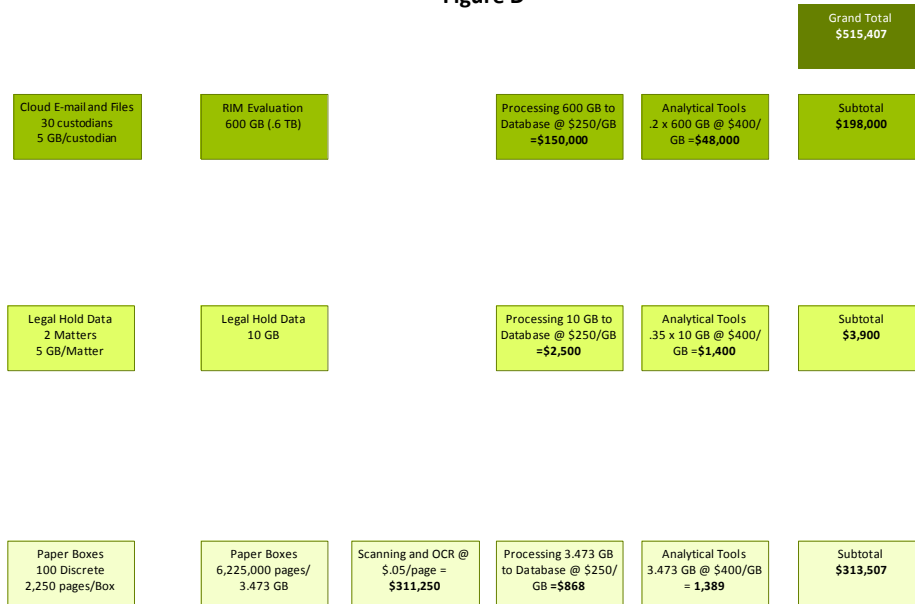 Figure D
Grand Total
$515,407
Cloud E-mail and Files
30 custodians
5 GB/custodian
RIM Evaluation
600 GB (.6 TB)
Processing 600 GB to
Database @ $250/GB
=$150,000
Analytical Tools
.2 x 600 GB @ $400/
GB =$48,000
Subtotal
$198,000
Legal Hold Data
2 Matters
5 GB/Matter
Legal Hold Data
10 GB
Processing 10 GB to
Database @ $250/GB
=$2,500
Analytical Tools
.35 x 10 GB @ $400/
GB =$1,400
Subtotal
$3,900
Paper Boxes
100 Discrete
2,250 pages/Box
Paper Boxes
6,225,000 pages/
3.473 GB
Scanning and OCR @
$.05/page =
$311,250
Processing 3.473 GB
to Database @ $250/
GB =$868
Analytical Tools
3.473 GB @ $400/GB
= 1,389
Subtotal
$313,507